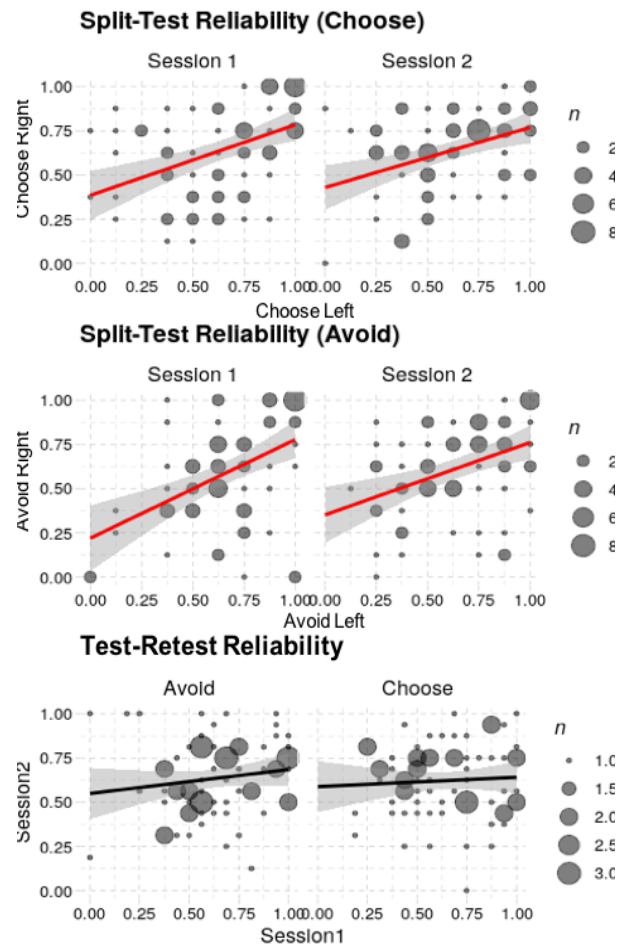 Split-Test Reliability (Choose)
Session 1
Session 2
1.00
0.75
0.50
0.25
0.00
Choose Right
0.00 0.25 0.50 0.75 1.00 0.00 0.25 0.50 0.75 1.00
Choose Left
n
2
4
6
8
Split-Test Reliability (Avoid)
Session 1
Session 2
1.00
0.75
0.50
0.25
0.00
Avoid Right
0.00 0.25 0.50 0.75 1.00 0.00 0.25 0.50 0.75 1.00
Avoid Left
n
2
4
6
8
Test-Retest Reliability
Avoid
Choose
1.00
0.75
0.50
0.25
0.00
Session2
0.00 0.25 0.50 0.75 1.00 0.00 0.25 0.50 0.75 1.00
Session1
n
1.0
1.5
2.0
2.5
3.0